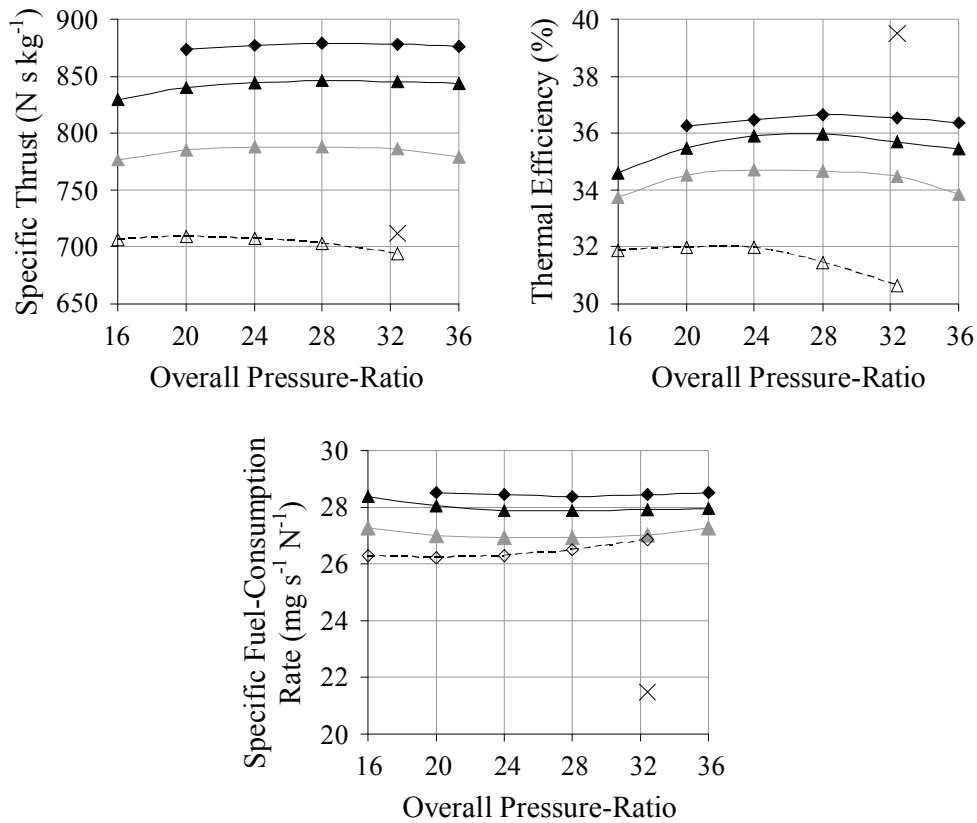 Specific Thrust (N s kg⁻¹)
900
850
800
750
700
650
16 20 24 28 32 36
Overall Pressure-Ratio
Thermal Efficiency (%)
40
38
36
34
32
30
16 20 24 28 32 36
Overall Pressure-Ratio
Specific Fuel-Consumption
Rate (mg s⁻¹ N⁻¹)
30
28
26
24
22
20
16 20 24 28 32 36
Overall Pressure-Ratio